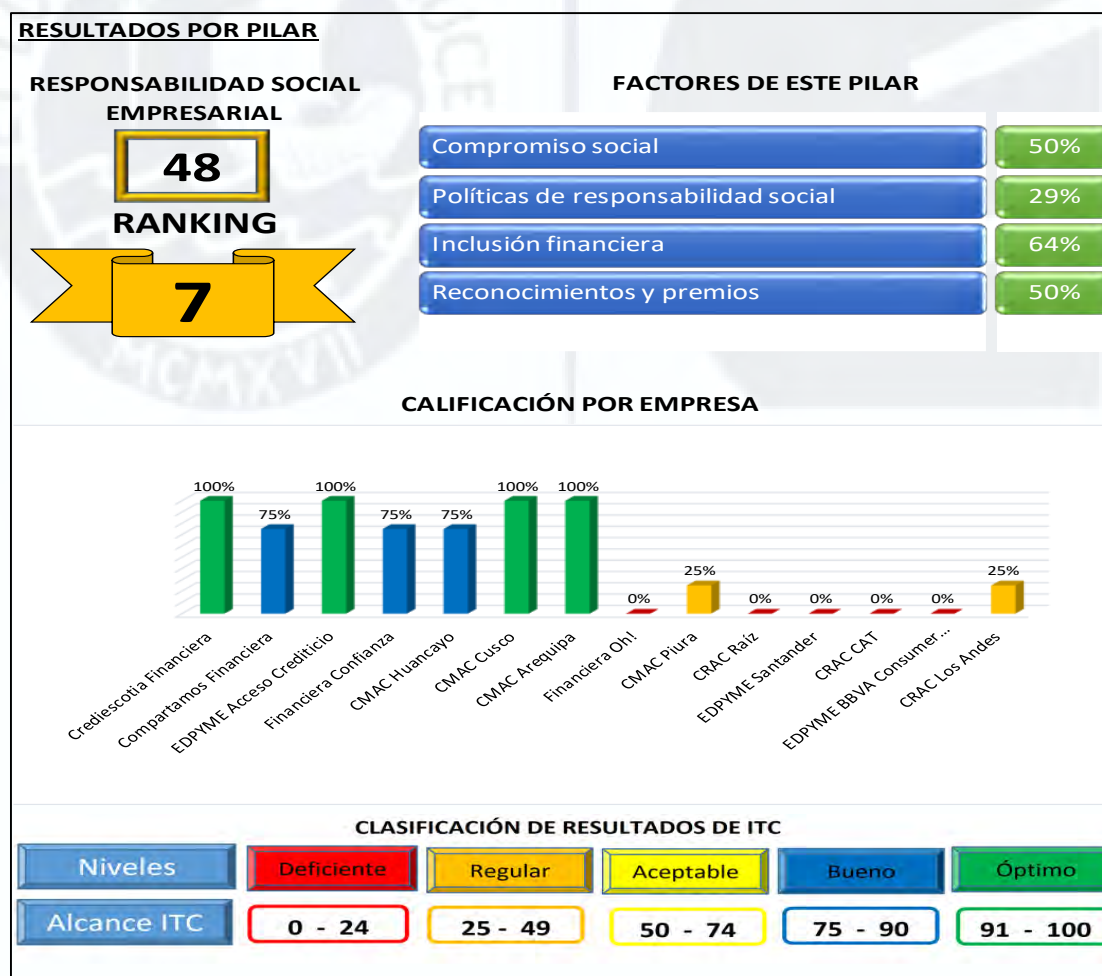 RESULTADOS POR PILAR
RESPONSABILIDAD SOCIAL
EMPRESARIAL
48
RANKING
7
FACTORES DE ESTE PILAR
Compromiso social 50%
Políticas de responsabilidad social 29%
Inclusión financiera 64%
Reconocimientos y premios 50%
MCMXVII
CALIFICACIÓN POR EMPRESA
100% 75% 100% 75% 75% 100% 100% 0% 25% 0% 0% 0% 0% 25%
Crediescotia Financiera
Compartamos Financiera
EDPYME Acceso Crediticio
Financiera Confianza
CMAC Huancayo
CMAC Cusco
CMAC Arequipa
Financiera Oh!
CMAC Piura
CRAC Raíz
EDPYME Santander
CRAC CAT
EDPYME BBVA Consumer...
CRAC Los Andes
CLASIFICACIÓN DE RESULTADOS DE ITC
Niveles Deficiente Regular Aceptable Bueno Óptimo
Alcance ITC 0 - 24 25 - 49 50 - 74 75 - 90 91 - 100